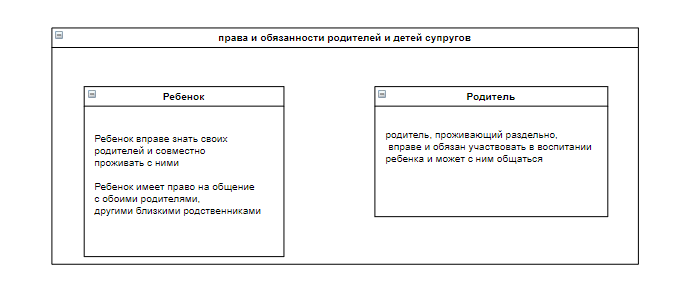 права и обязанности родителей и детей супругов
Ребенок
Ребенок вправе знать своих
родителей и совместно
проживать с ними
Ребенок имеет право на общение
с обоими родителями,
другими близкими родственниками
Родитель
родитель, проживающий раздельно,
вправе и обязан участвовать в воспитании
ребенка и может с ним общаться